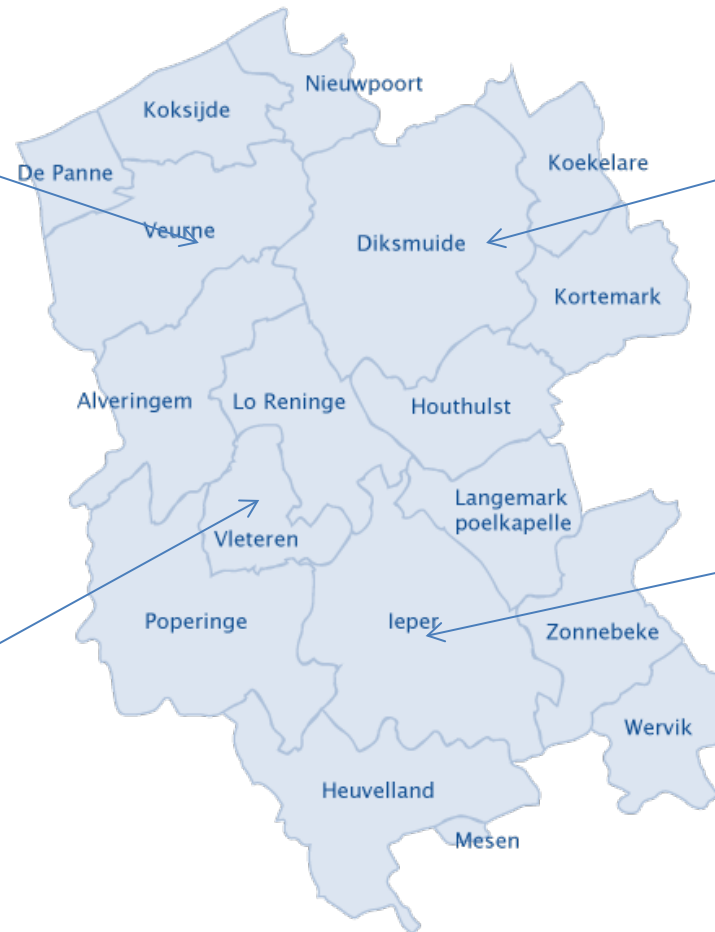 Nieuwpoort
Koksijde
De Panne
Koekelare
Veurne
Diksmuide
Kortemark
Alveringem
Lo Reninge
Houthulst
Langemark
poelkapelle
Vleteren
Poperinge
Ieper
Zonnebeke
Wervik
Heuvelland
Mesen